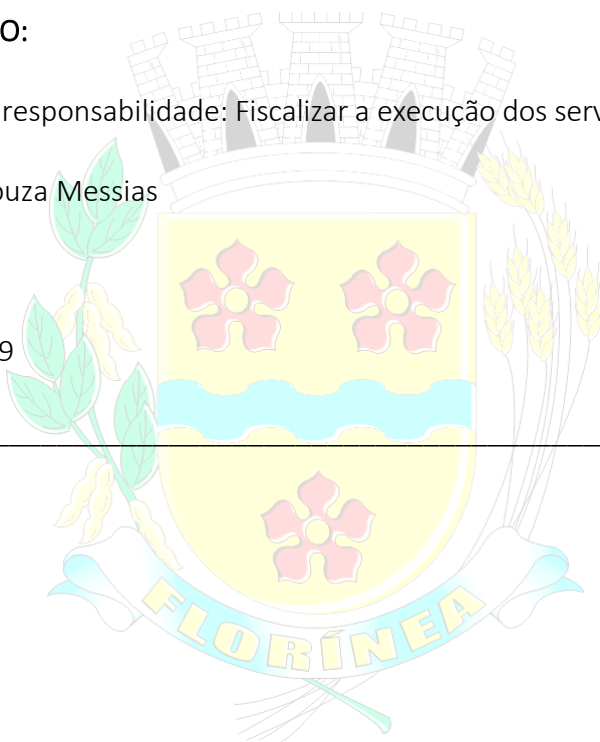 O:
responsabilidade: Fiscalizar a execução dos serv
ouza Messias
9
FLORÍNEA